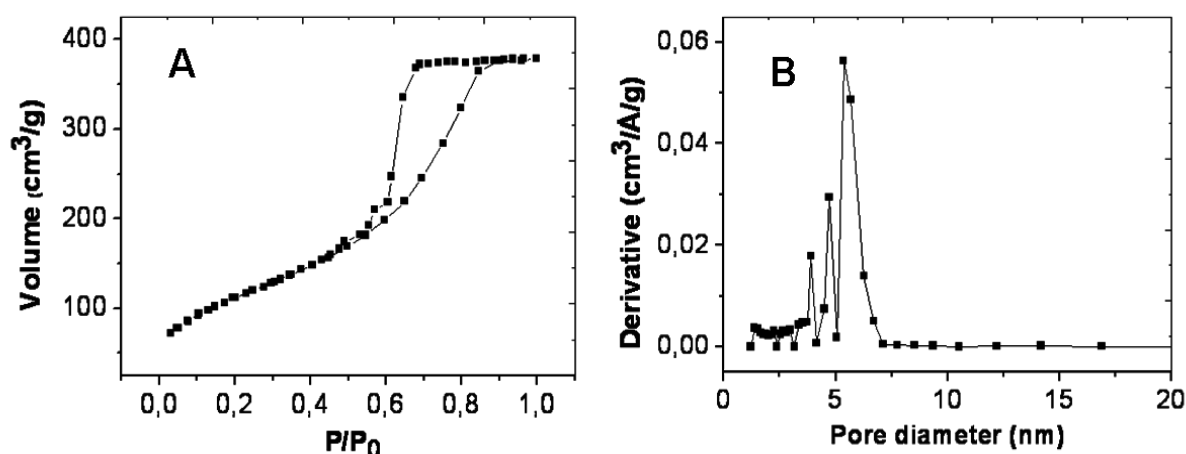 A
Volume (cm³/g)
400
300
200
100
0,0 0,2 0,4 0,6 0,8 1,0
P/P₀
B
Derivative (cm³/A/g)
0,06
0,04
0,02
0,00
0 5 10 15 20
Pore diameter (nm)